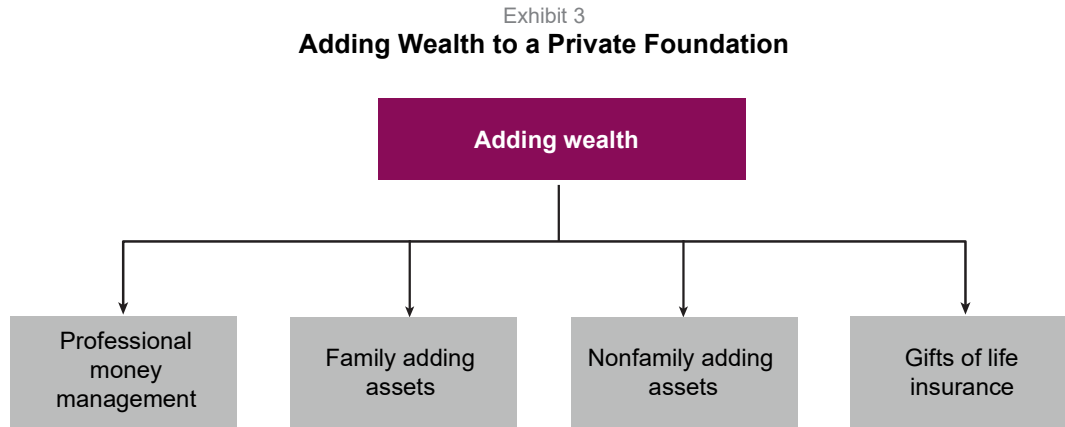 Exhibit 3
Adding Wealth to a Private Foundation
Adding wealth
Professional
money
management
Family adding
assets
Nonfamily adding
assets
Gifts of life
insurance